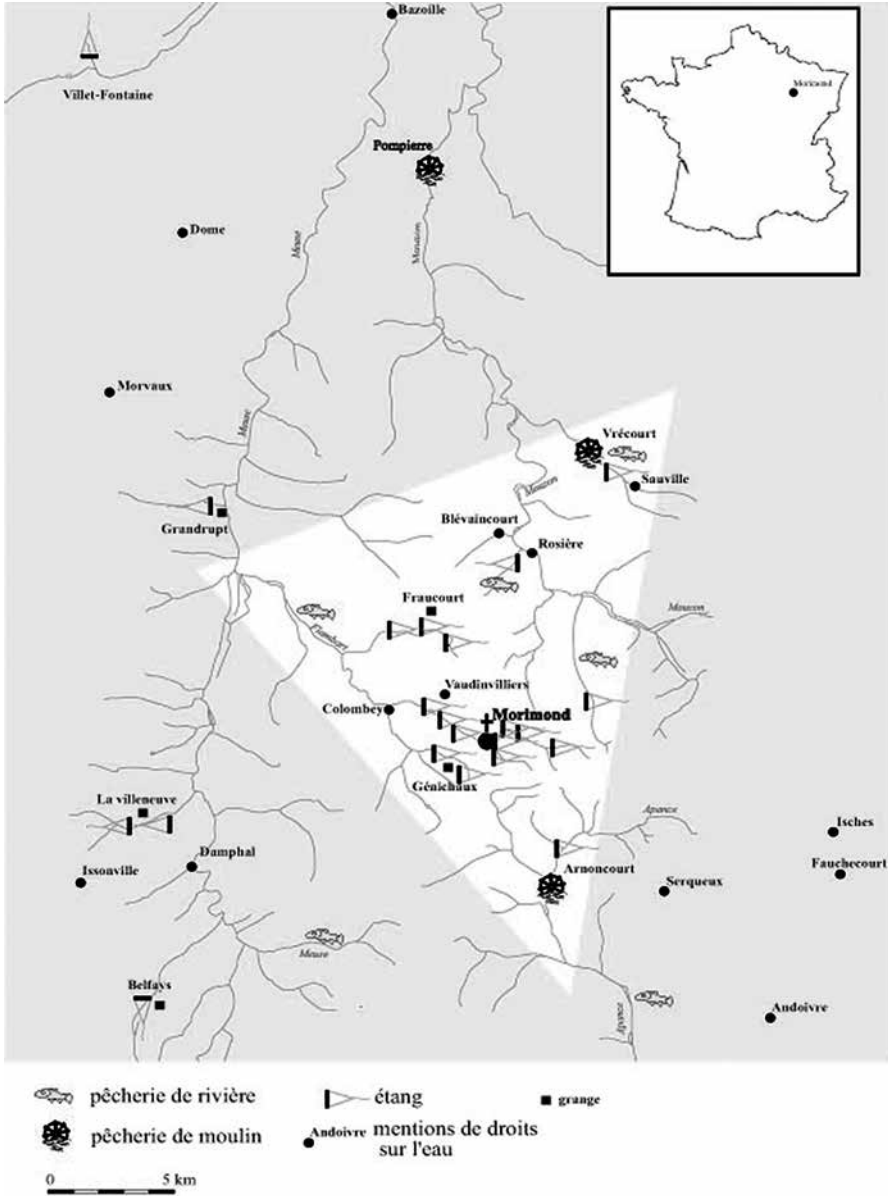 Bazoille
Morimond
Villet-Fontaine
Pompierre
Dome
Meuse
Mouzon
Morvaux
Meuse
Vrécourt
Sauville
Mouzon
Grandrupt
Blévaincourt
Rosière
Fraucourt
Mouzon
Flambart
Vaudinvilliers
Colombey
Morimond
Génichaux
La villeneuve
Apance
Isches
Damphal
Issonville
Arnoncourt
Serqueux
Fauchecourt
Meuse
Belfays
Apance
Andoivre
pêcherie de rivière
étang
grange
pêcherie de moulin
Andoivre
mentions de droits
sur l'eau
0 5 km